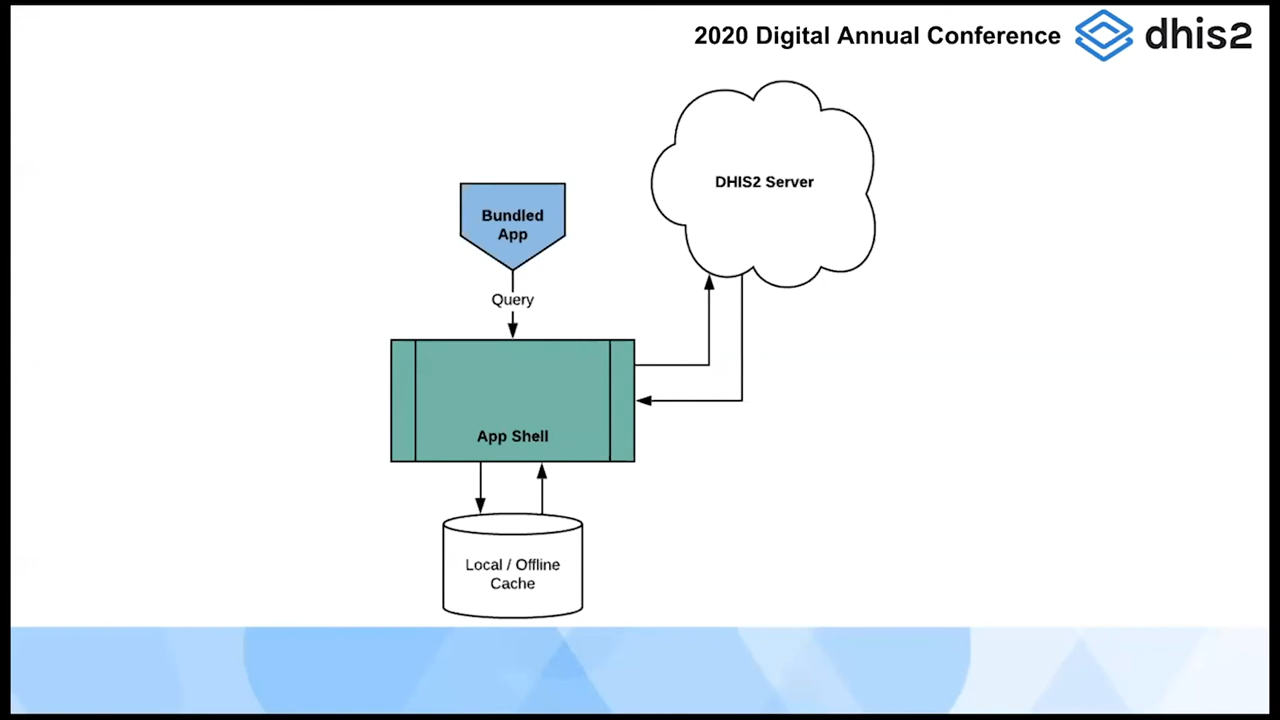 2020 Digital Annual Conference dhis2
DHIS2 Server
Bundled
App
Query
App Shell
Local / Offline
Cache